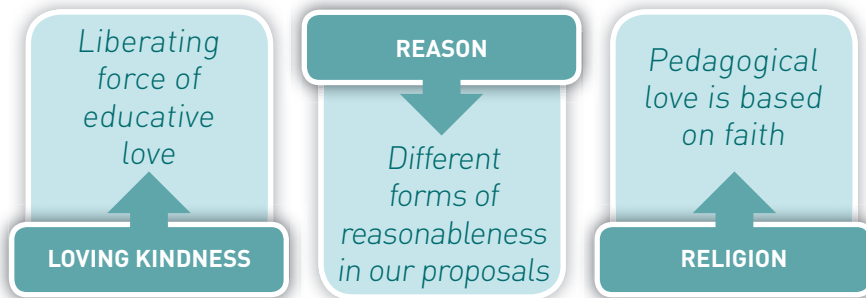 Liberating
force of
educative
love
LOVING KINDNESS
REASON
Different
forms of
reasonableness
in our proposals
Pedagogical
love is based
on faith
RELIGION